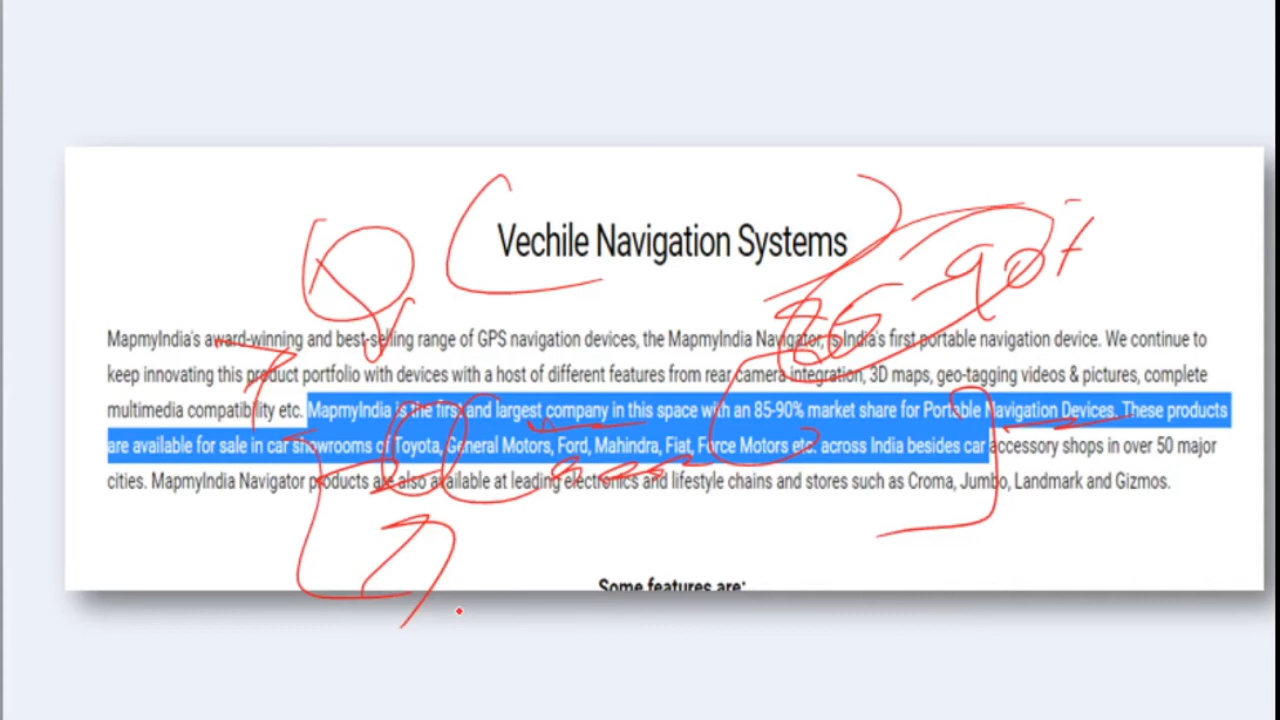 Vechile Navigation Systems
85-90%
MapmyIndia's award-winning and best-selling range of GPS navigation devices, the MapmyIndia Navigator, is India's first portable navigation device. We continue to
keep innovating this product portfolio with devices with a host of different features from rear camera integration, 3D maps, geo-tagging videos & pictures, complete
multimedia compatibility etc. MapmyIndia is the first and largest company in this space with an 85-90% market share for Portable Navigation Devices. These products
are available for sale in car showrooms of Toyota, General Motors, Ford, Mahindra, Fiat, Force Motors etc. across India besides car accessory shops in over 50 major
cities. MapmyIndia Navigator products are also available at leading electronics and lifestyle chains and stores such as Croma, Jumbo, Landmark and Gizmos.
Some features are: